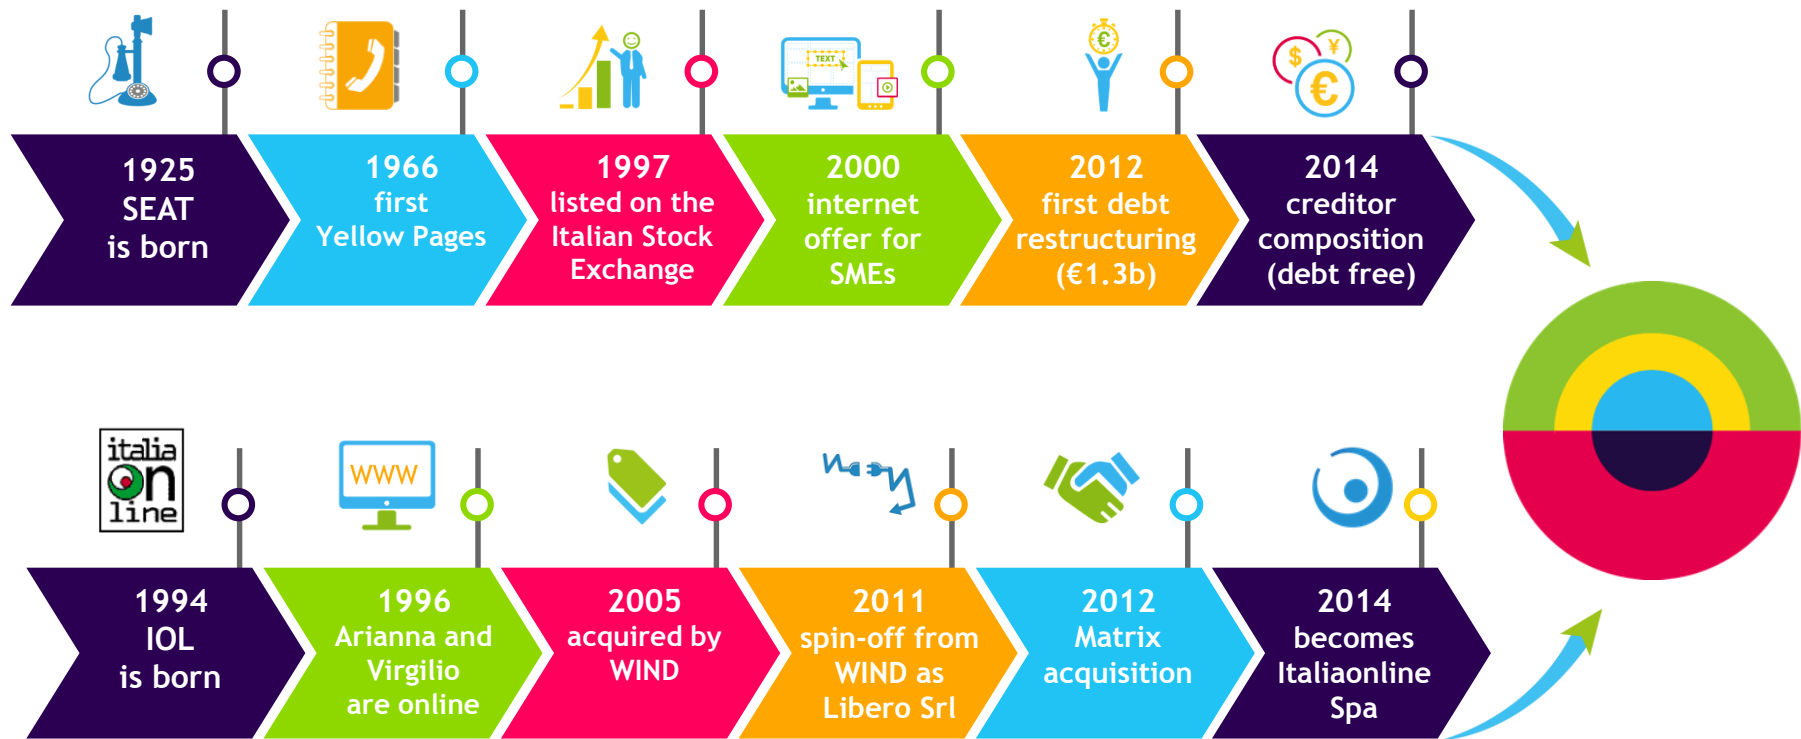 TEXT
€
$
¥
€
1925
SEAT
is born
1966
first
Yellow Pages
1997
listed on the
Italian Stock
Exchange
2000
internet
offer for
SMEs
2012
first debt
restructuring
(€1.3b)
2014
creditor
composition
(debt free)
italia
on
line
WWW
1994
IOL
is born
1996
Arianna and
Virgilio
are online
2005
acquired by
WIND
2011
spin-off from
WIND as
Libero Srl
2012
Matrix
acquisition
2014
becomes
Italiaonline
Spa